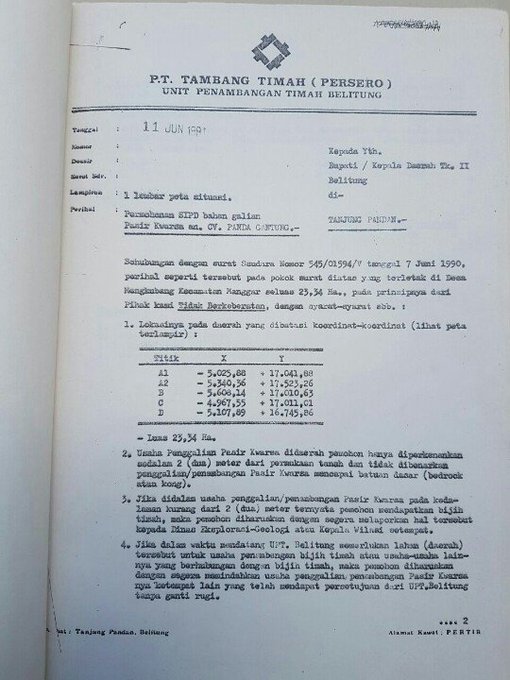 P.T. TAMBANG TIMAH ( PERSERO )
UNIT PENAMBANGAN TIMAH BELITUNG
Tanggal : 11 JUN 1991
Nomor :
Dossir :
Surat Sdr. :
Lampiran : 1 lembar peta situasi.
Perihal : Permohonan SIPD bahan galian
Pasir Kwarsa an. CV. PANDA GANTUNG.-
Kepada Yth.
Bupati / Kepala Daerah Tk. II
Belitung
di-
TANJUNG PANDAN.-
Sehubungan dengan surat Saudara Nomor 545/01594/V tanggal 7 Juni 1990,
perihal seperti tersebut pada pokok surat diatas yang terletak di Desa
Mengkubang Kecamatan Manggar seluas 23,34 Ha., pada prinsipnya dari
Pihak kami Tidak Berkeberatan, dengan syarat-syarat sbb. :
1. Lokasinya pada daerah yang dibatasi koordinat-koordinat (lihat peta
terlampir) :
Titik X Y
A1 - 5.025,88 + 17.041,88
A2 - 5.340,36 + 17.523,26
B - 5.608,14 + 17.010,63
C - 4.967,55 + 17.011,01
D - 5.107,89 + 16.745,86
- Luas 23,34 Ha.
2. Usaha Penggalian Pasir Kwarsa didaerah pemohon hanya diperkenankan
sedalam 2 (dua) meter dari permukaan tanah dan tidak dibenarkan
penggalian/penambangan Pasir Kwarsa mencapai batuan dasar (bedrock
atau kong).
3. Jika didalam usaha penggalian/penambangan Pasir Kwarsa pada keda-
laman kurang dari 2 (dua) meter ternyata pemohon mendapatkan bijih
timah, maka pemohon diharuskan dengan segera melaporkan hal tersebut
kepada Dinas Eksplorasi-Geologi atau Kepala Wilasi setempat.
4. Jika dalam waktu mendatang UPT. Belitung memerlukan lahan (daerah)
tersebut untuk usaha penambangan bijih timah atau usaha-usaha lain-
nya yang berhubungan dengan bijih timah, maka pemohon diharuskan
dengan segera memindahkan usaha penggalian/penambangan Pasir Kwarsa
nya ketempat lain yang telah mendapat persetujuan dari UPT.Belitung
tanpa ganti rugi.
.... 2
: Tanjung Pandan, Belitung
Alamat Kawat : PERTIB